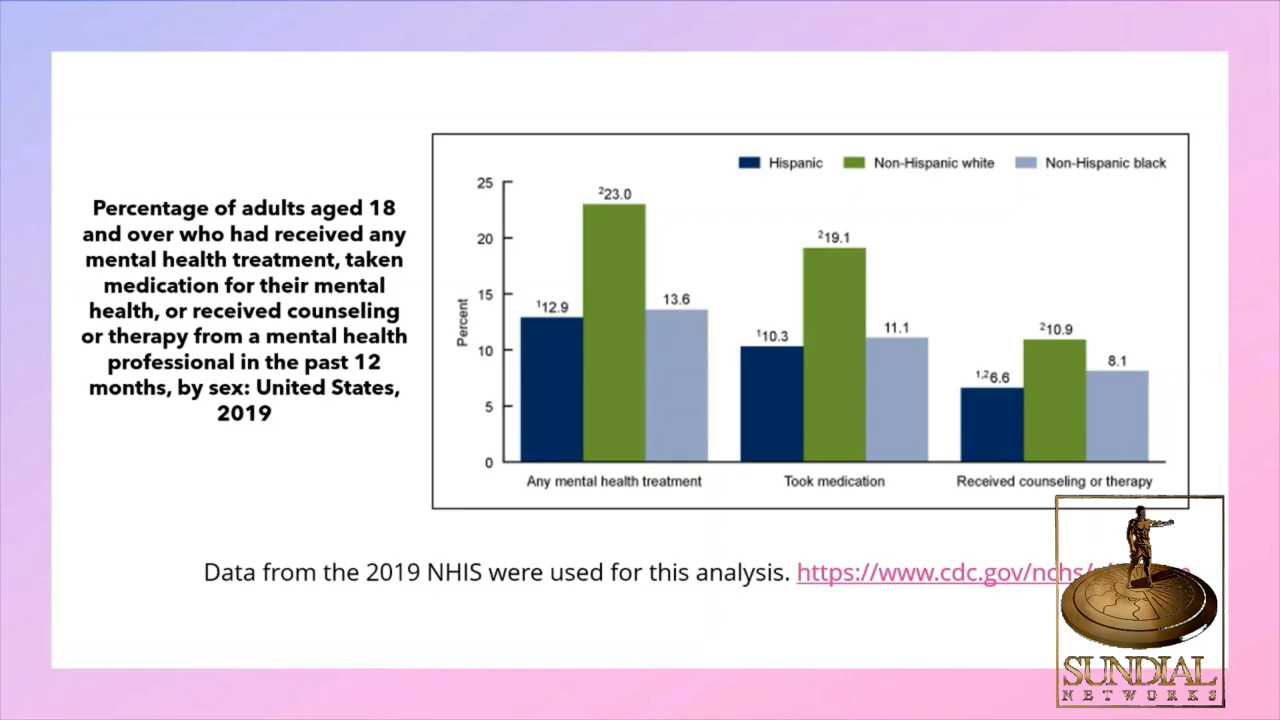 Percentage of adults aged 18
and over who had received any
mental health treatment, taken
medication for their mental
health, or received counseling
or therapy from a mental health
professional in the past 12
months, by sex: United States,
2019
Hispanic Non-Hispanic white Non-Hispanic black
25
20
15
10
5
0
Percent
¹12.9 ²23.0 13.6
¹10.3 ²19.1 11.1
¹,²6.6 ²10.9 8.1
Any mental health treatment Took medication Received counseling or therapy
Data from the 2019 NHIS were used for this analysis. https://www.cdc.gov/nchs/
SUNDIAL
NETWORKS